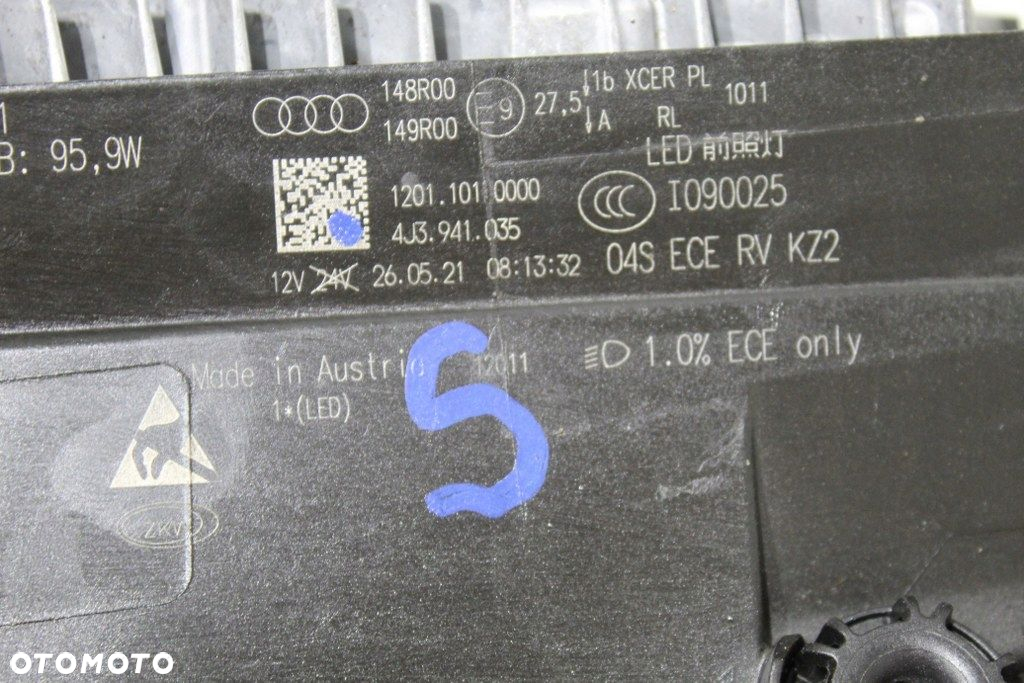 148R00
149R00
E9
27,5
1b XCER PL
A RL
1011
B: 95,9W
LED 前照灯
CCC I090025
1201.101.0000
4J3.941.035
12V 24V 26.05.21 08:13:32
04S ECE RV KZ2
Made in Austria 12011
1.0% ECE only
1*(LED)
5
ZKW
OTOMOTO